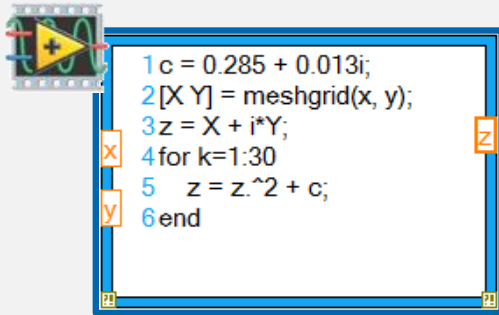 1 c = 0.285 + 0.013i;
2 [X Y] = meshgrid(x, y);
3 z = X + i*Y;
4 for k=1:30
5 z = z.^2 + c;
6 end
x
y
z
?!
?!